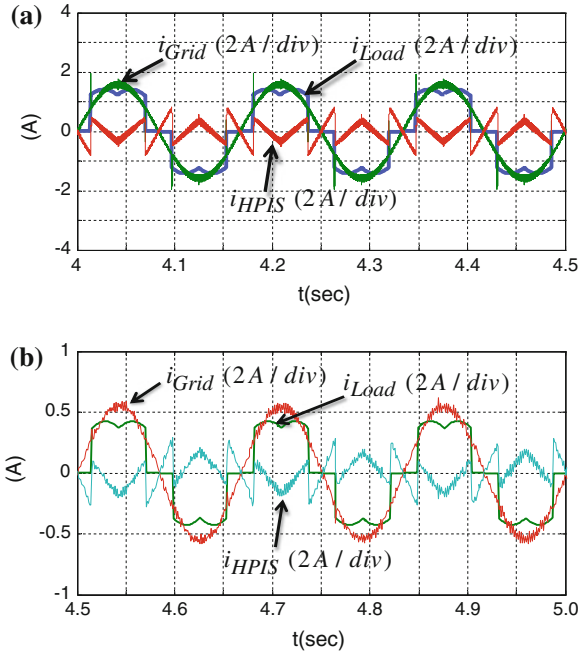 (a)
i_Grid (2A / div)
i_Load (2A / div)
i_HPIS (2A / div)
(A)
4
2
0
-2
-4
4
4.1
4.2
4.3
4.4
4.5
t(sec)
(b)
i_Grid (2A / div)
i_Load (2A / div)
i_HPIS (2A / div)
(A)
1
0.5
0
-0.5
-1
4.5
4.6
4.7
4.8
4.9
5.0
t(sec)